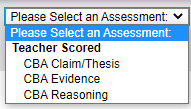 Please Select an Assessment:
Please Select an Assessment:
Teacher Scored
CBA Claim/Thesis
CBA Evidence
CBA Reasoning